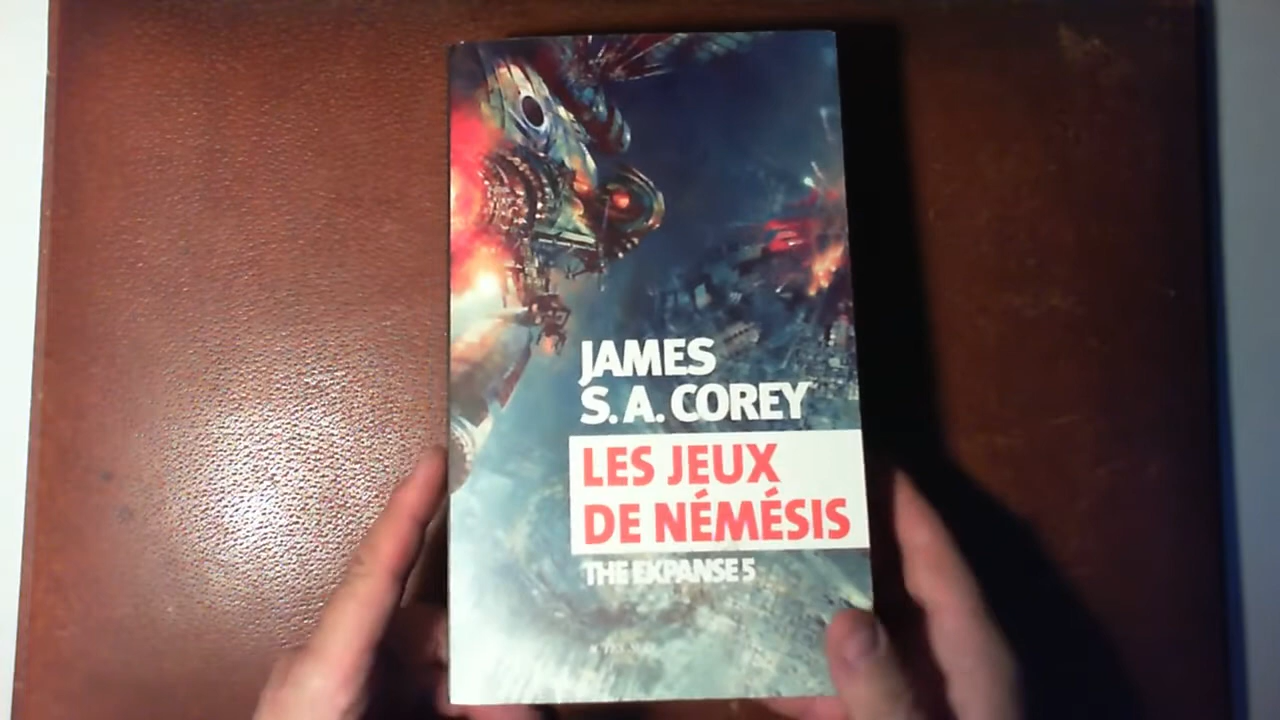 JAMES
S. A. COREY
LES JEUX
DE NÉMÉSIS
THE EXPANSE 5